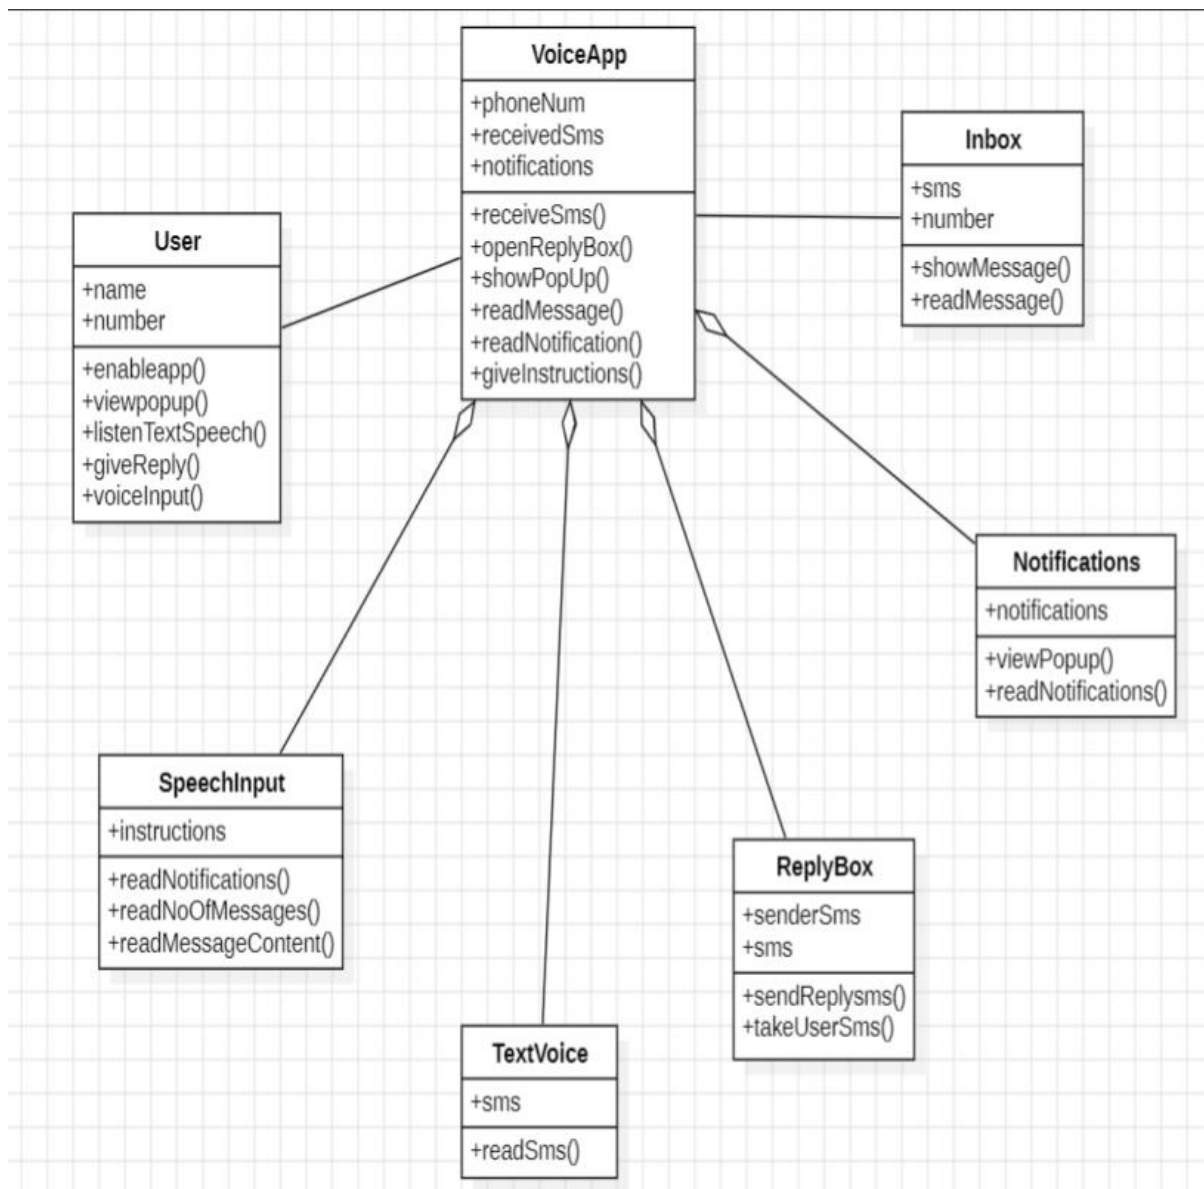 VoiceApp
+phoneNum
+receivedSms
+notifications
+receiveSms()
+openReplyBox()
+showPopUp()
+readMessage()
+readNotification()
+giveInstructions()
Inbox
+sms
+number
+showMessage()
+readMessage()
User
+name
+number
+enableapp()
+viewpopup()
+listenTextSpeech()
+giveReply()
+voiceInput()
Notifications
+notifications
+viewPopup()
+readNotifications()
SpeechInput
+instructions
+readNotifications()
+readNoOfMessages()
+readMessageContent()
ReplyBox
+senderSms
+sms
+sendReplysms()
+takeUserSms()
TextVoice
+sms
+readSms()